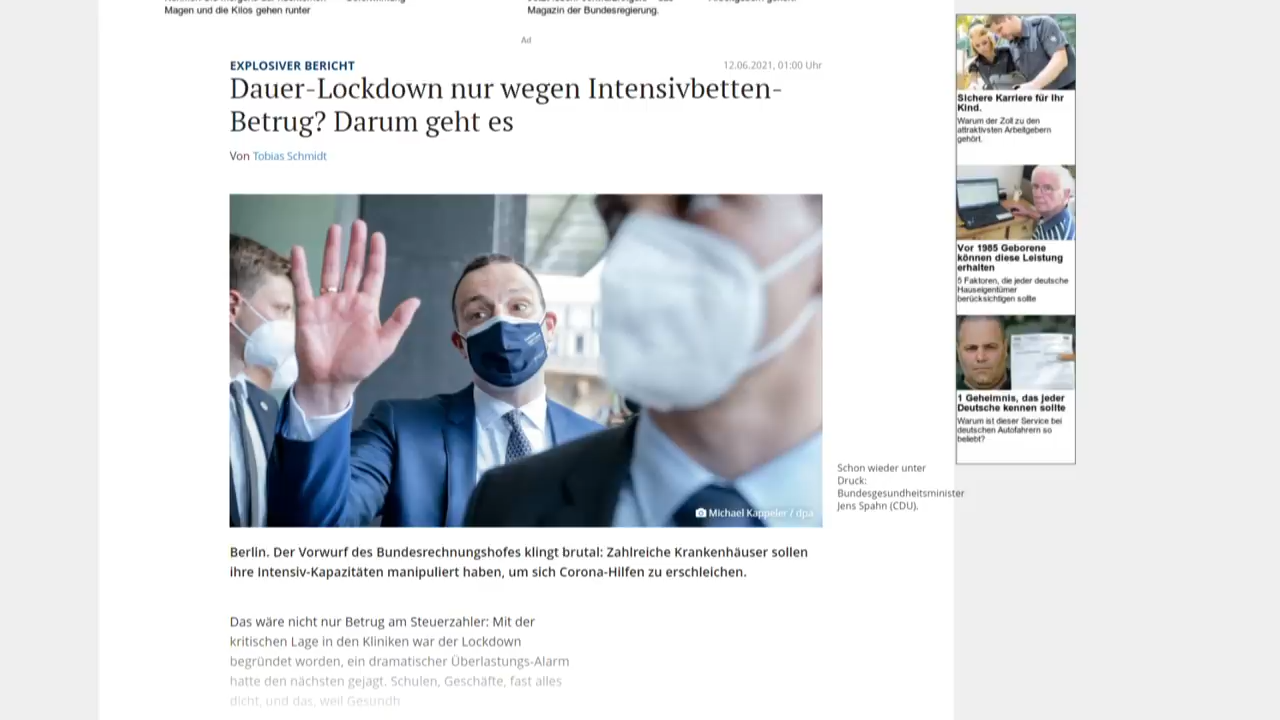 Magen und die Kilos gehen runter
Magazin der Bundesregierung.
Ad
EXPLOSIVER BERICHT
12.06.2021, 01:00 Uhr
Dauer-Lockdown nur wegen Intensivbetten-
Betrug? Darum geht es
Von Tobias Schmidt
Michael Kappeler / dpa
Schon wieder unter
Druck:
Bundesgesundheitsminister
Jens Spahn (CDU).
Berlin. Der Vorwurf des Bundesrechnungshofes klingt brutal: Zahlreiche Krankenhäuser sollen
ihre Intensiv-Kapazitäten manipuliert haben, um sich Corona-Hilfen zu erschleichen.
Das wäre nicht nur Betrug am Steuerzahler: Mit der
kritischen Lage in den Kliniken war der Lockdown
begründet worden, ein dramatischer Überlastungs-Alarm
hatte den nächsten gejagt. Schulen, Geschäfte, fast alles
dicht, und das, weil Gesundh
Sichere Karriere für Ihr
Kind.
Warum der Zoll zu den
attraktivsten Arbeitgebern
gehört.
Vor 1985 Geborene
können diese Leistung
erhalten
5 Faktoren, die jeder deutsche
Hauseigentümer
berücksichtigen sollte
1 Geheimnis, das jeder
Deutsche kennen sollte
Warum ist dieser Service bei
deutschen Autofahrern so
beliebt?